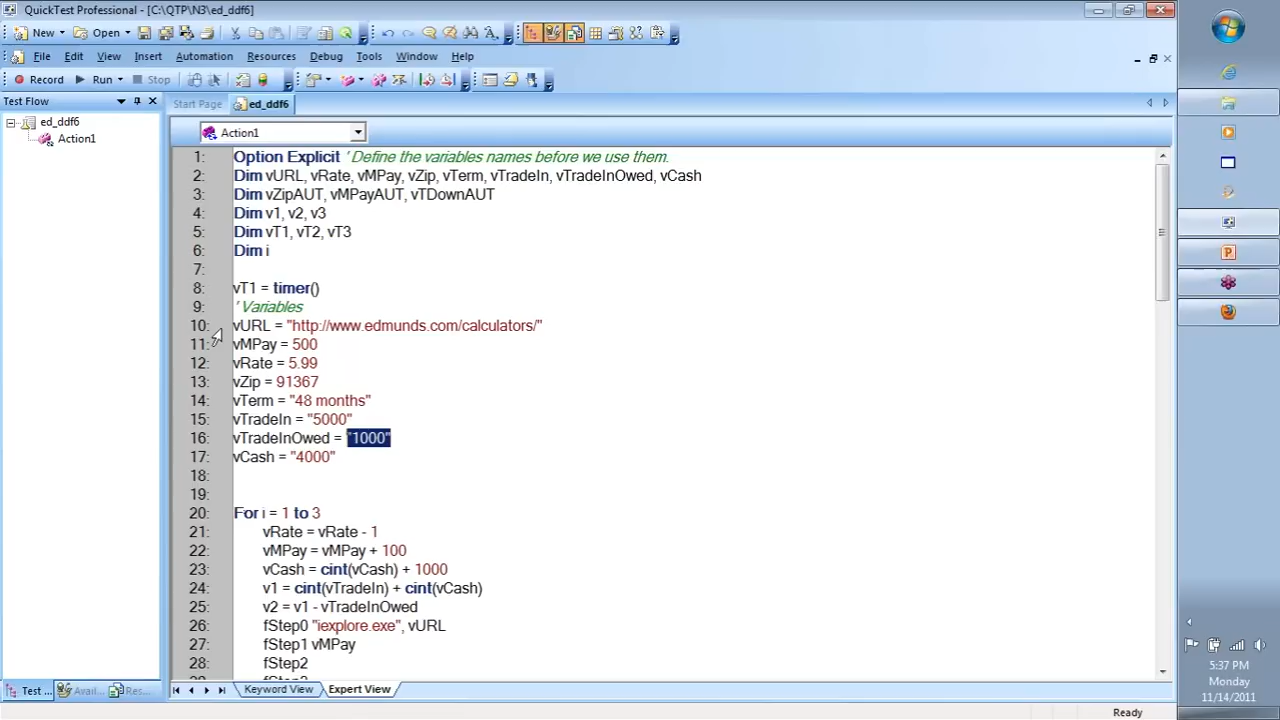 QuickTest Professional - [C:\QTP\N3\ed_ddf6]
New Open
File Edit View Insert Automation Resources Debug Tools Window Help
Record Run Stop
Test Flow
Start Page ed_ddf6
ed_ddf6
Action1
Action1
1: Option Explicit ' Define the variables names before we use them.
2: Dim vURL, vRate, vMPay, vZip, vTerm, vTradeIn, vTradeInOwed, vCash
3: Dim vZipAUT, vMPayAUT, vTDownAUT
4: Dim v1, v2, v3
5: Dim vT1, vT2, vT3
6: Dim i
7:
8: vT1 = timer()
9: ' Variables
10: vURL = "http://www.edmunds.com/calculators/"
11: vMPay = 500
12: vRate = 5.99
13: vZip = 91367
14: vTerm = "48 months"
15: vTradeIn = "5000"
16: vTradeInOwed = "1000"
17: vCash = "4000"
18:
19:
20: For i = 1 to 3
21: vRate = vRate - 1
22: vMPay = vMPay + 100
23: vCash = cint(vCash) + 1000
24: v1 = cint(vTradeIn) + cint(vCash)
25: v2 = v1 - vTradeInOwed
26: fStep0 "iexplore.exe", vURL
27: fStep1 vMPay
28: fStep2
Test ... Avail... Res...
Keyword View Expert View
Ready
5:37 PM
Monday
11/14/2011